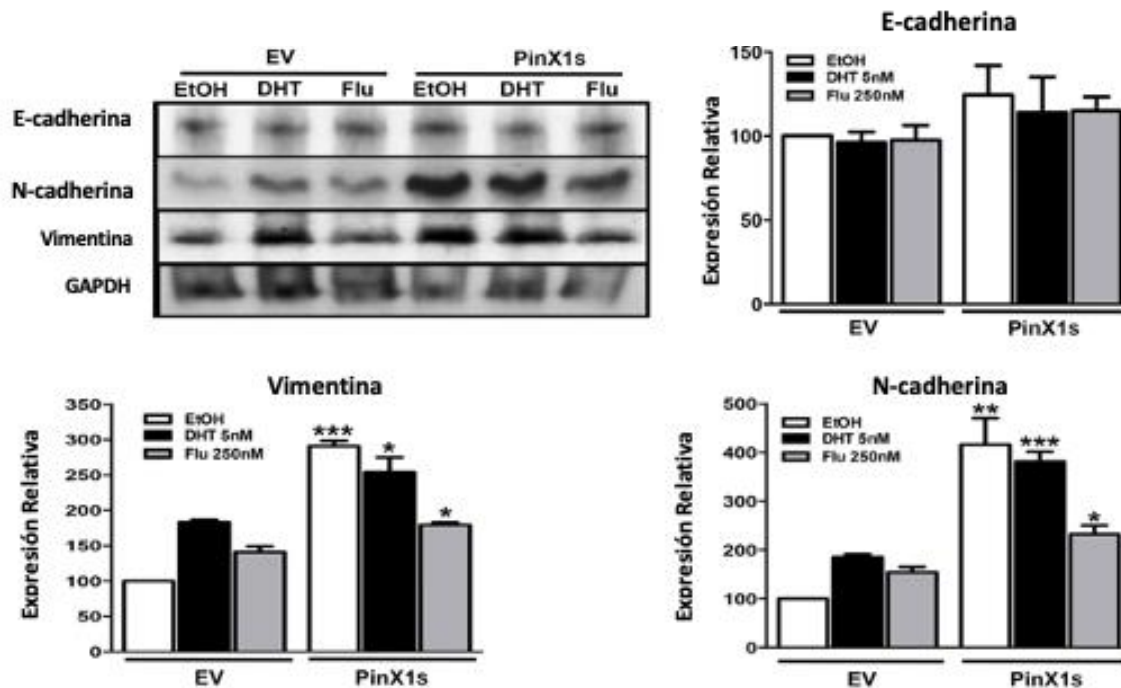 EV PinX1s
EtOH DHT Flu EtOH DHT Flu
E-cadherina
N-cadherina
Vimentina
GAPDH
E-cadherina
EtOH
DHT 5nM
Flu 250nM
Expresión Relativa
150
100
50
0
EV PinX1s
Vimentina
EtOH
DHT 5nM
Flu 250nM
Expresión Relativa
350
300
250
200
150
100
50
0
***
*
*
EV PinX1s
N-cadherina
EtOH
DHT 5nM
Flu 250nM
Expresión Relativa
500
400
300
200
100
0
**
***
*
EV PinX1s